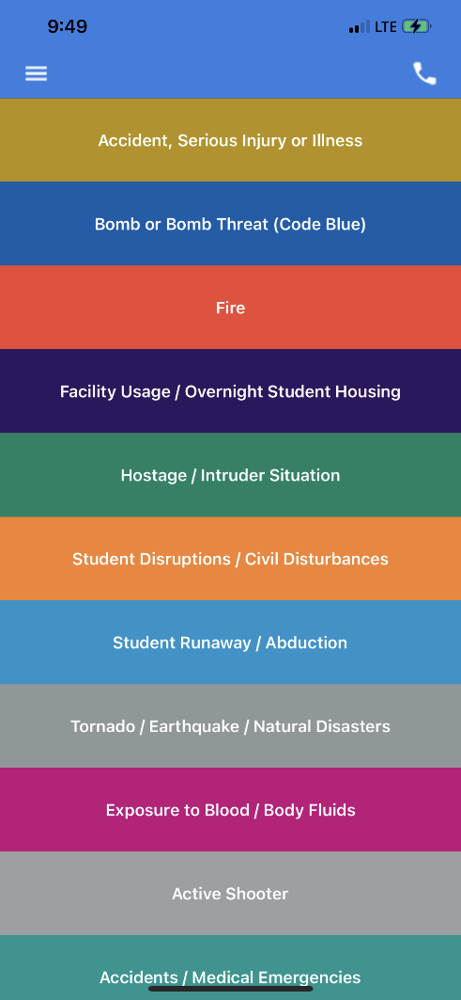 9:49
LTE
Accident, Serious Injury or Illness
Bomb or Bomb Threat (Code Blue)
Fire
Facility Usage / Overnight Student Housing
Hostage / Intruder Situation
Student Disruptions / Civil Disturbances
Student Runaway / Abduction
Tornado / Earthquake / Natural Disasters
Exposure to Blood / Body Fluids
Active Shooter
Accidents / Medical Emergencies